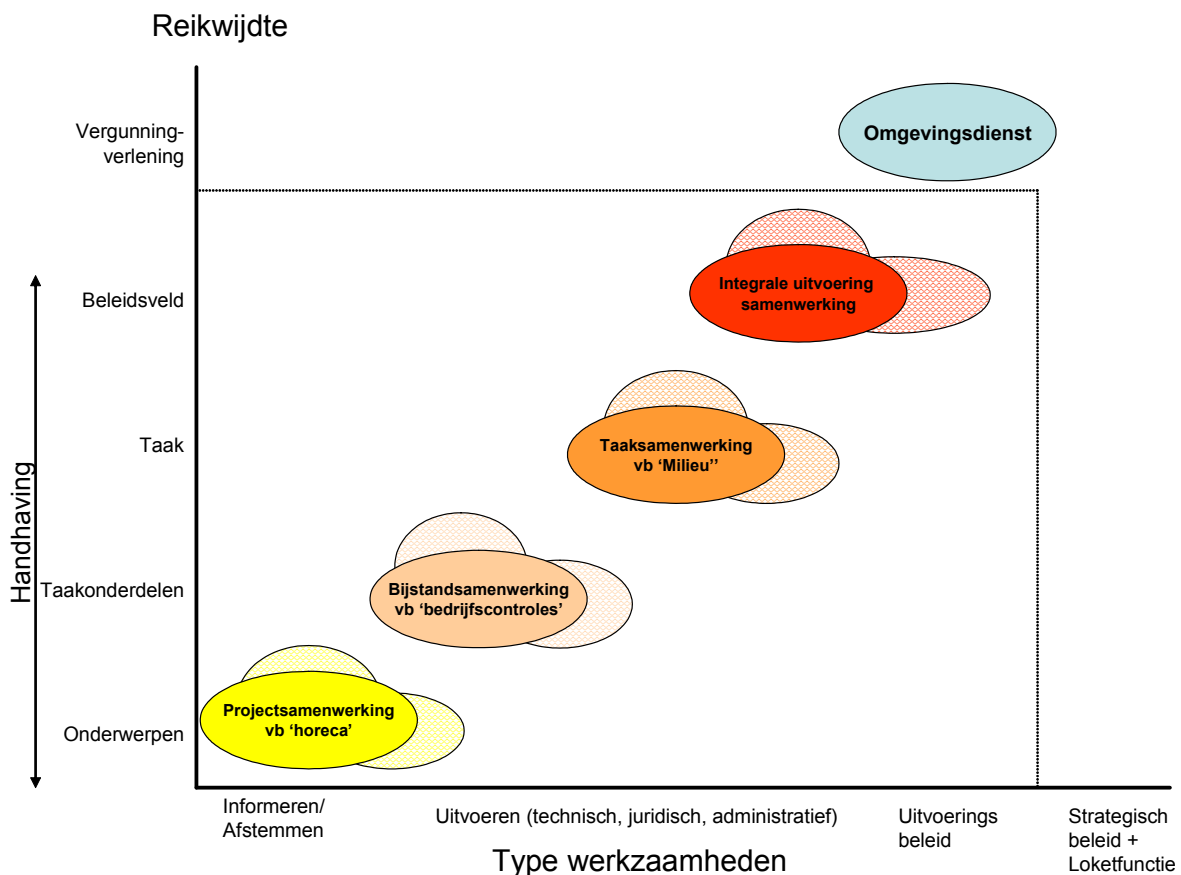 Reikwijdte
Vergunning-
verlening
Omgevingsdienst
Beleidsveld
Integrale uitvoering
samenwerking
Taak
Taaksamenwerking
vb ‘Milieu’’
Handhaving
Taakonderdelen
Bijstandsamenwerking
vb ‘bedrijfscontroles’
Onderwerpen
Projectsamenwerking
vb ‘horeca’
Informeren/
Afstemmen
Uitvoeren (technisch, juridisch, administratief)
Uitvoerings
beleid
Strategisch
beleid +
Loketfunctie
Type werkzaamheden